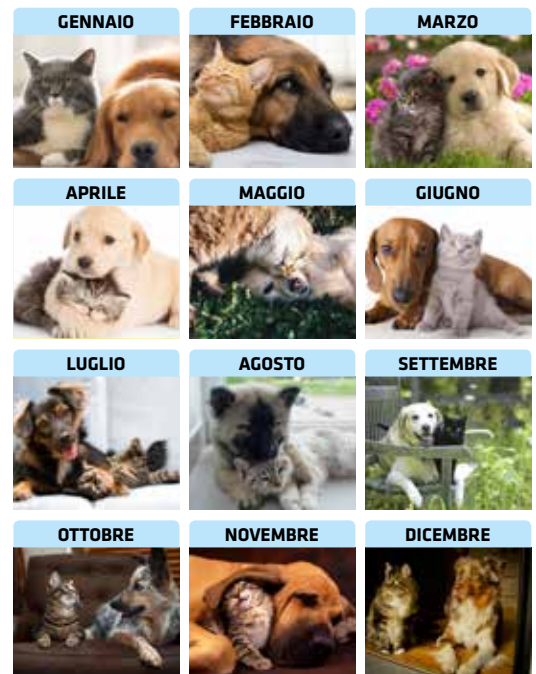 GENNAIO
FEBBRAIO
MARZO
APRILE
MAGGIO
GIUGNO
LUGLIO
AGOSTO
SETTEMBRE
OTTOBRE
NOVEMBRE
DICEMBRE